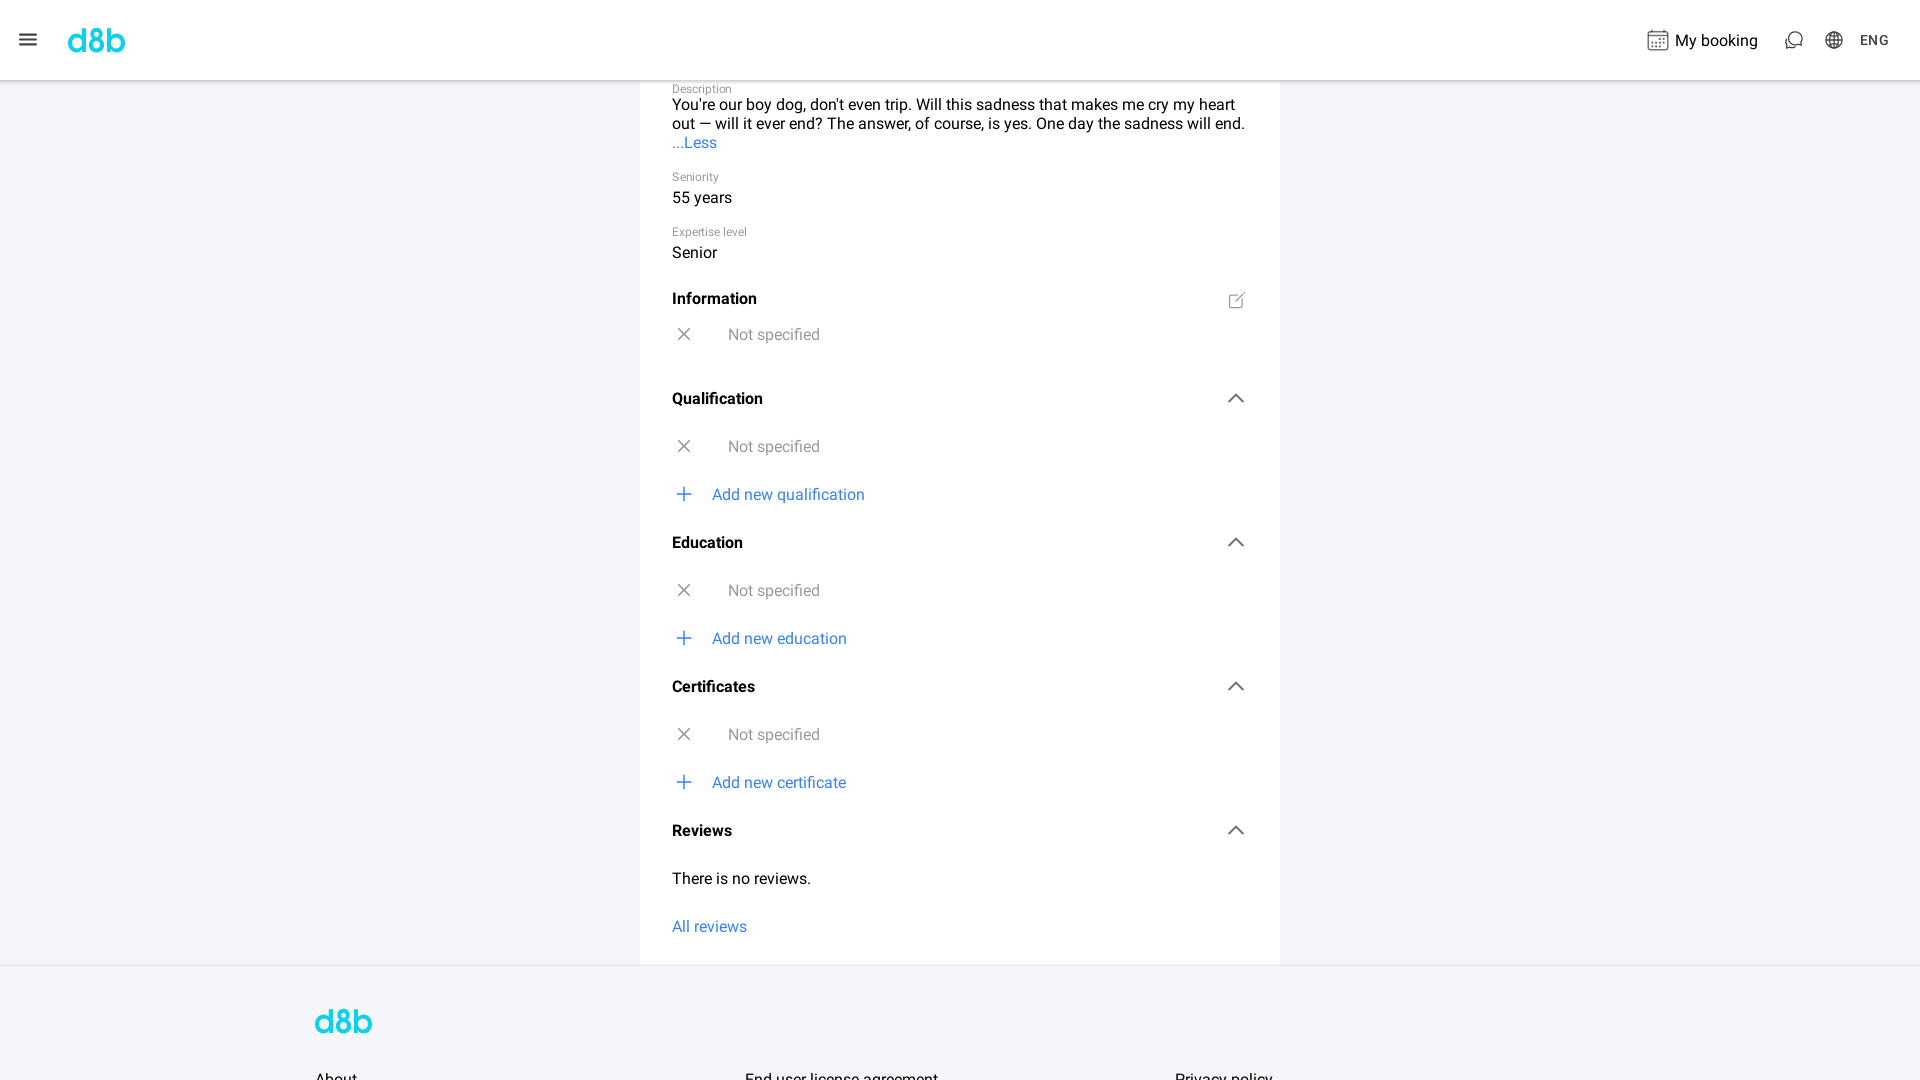 d8b
My booking
ENG
Description
You're our boy dog, don't even trip. Will this sadness that makes me cry my heart
out — will it ever end? The answer, of course, is yes. One day the sadness will end.
...Less
Seniority
55 years
Expertise level
Senior
Information
Not specified
Qualification
Not specified
Add new qualification
Education
Not specified
Add new education
Certificates
Not specified
Add new certificate
Reviews
There is no reviews.
All reviews
d8b
About
End user license agreement
Privacy policy